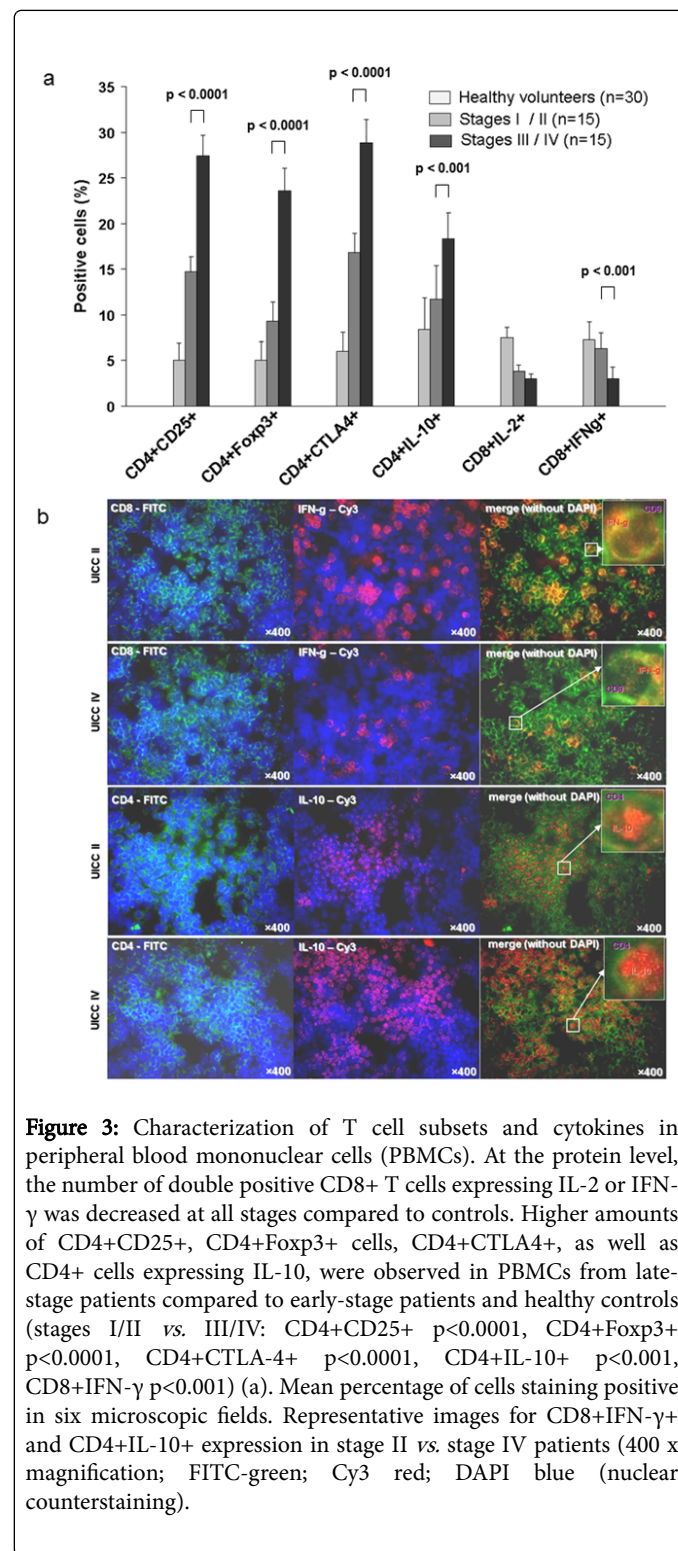 a
35
30
25
20
15
10
5
0
Positive cells (%)
p < 0.0001
p < 0.0001
p < 0.0001
p < 0.001
p < 0.001
Healthy volunteers (n=30)
Stages I / II (n=15)
Stages III / IV (n=15)
CD4+CD25+
CD4+Foxp3+
CD4+CTLA4+
CD4+IL-10+
CD8+IL-2+
CD8+IFNg+
b
UICC II
CD8 - FITC
×400
IFN-g – Cy3
×400
merge (without DAPI)
CD8
IFN-g
×400
UICC IV
CD8 - FITC
×400
IFN-g – Cy3
×400
merge (without DAPI)
IFN-g
CD8
×400
UICC II
CD4 - FITC
×400
IL-10 – Cy3
×400
merge (without DAPI)
CD4
IL-10
×400
UICC IV
CD4 - FITC
×400
IL-10 – Cy3
×400
merge (without DAPI)
CD4
IL-10
×400
Figure 3: Characterization of T cell subsets and cytokines in
peripheral blood mononuclear cells (PBMCs). At the protein level,
the number of double positive CD8+ T cells expressing IL-2 or IFN-
γ was decreased at all stages compared to controls. Higher amounts
of CD4+CD25+, CD4+Foxp3+ cells, CD4+CTLA4+, as well as
CD4+ cells expressing IL-10, were observed in PBMCs from late-
stage patients compared to early-stage patients and healthy controls
(stages I/II vs. III/IV: CD4+CD25+ p<0.0001, CD4+Foxp3+
p<0.0001, CD4+CTLA-4+ p<0.0001, CD4+IL-10+ p<0.001,
CD8+IFN-γ p<0.001) (a). Mean percentage of cells staining positive
in six microscopic fields. Representative images for CD8+IFN-γ+
and CD4+IL-10+ expression in stage II vs. stage IV patients (400 x
magnification; FITC-green; Cy3 red; DAPI blue (nuclear
counterstaining).